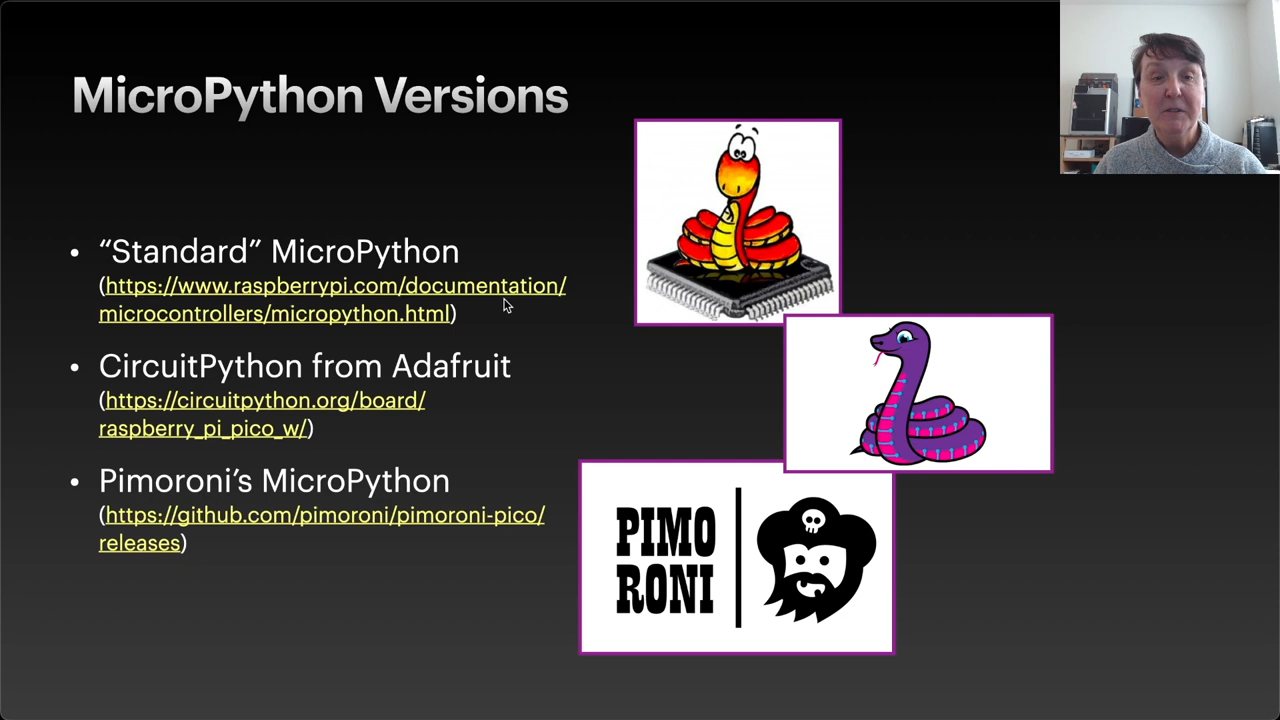 MicroPython Versions
• “Standard” MicroPython
(https://www.raspberrypi.com/documentation/
microcontrollers/micropython.html)
• CircuitPython from Adafruit
(https://circuitpython.org/board/
raspberry_pi_pico_w/)
• Pimoroni’s MicroPython
(https://github.com/pimoroni/pimoroni-pico/
releases)
PIMO
RONI